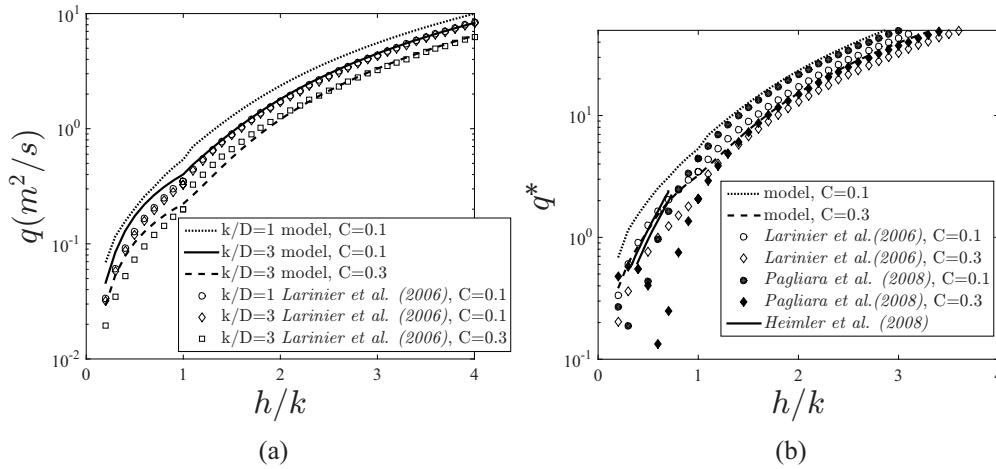 10^1
10^0
10^{-1}
10^{-2}
q(m^2/s)
0 1 2 3 4
h/k
k/D=1 model, C=0.1
k/D=3 model, C=0.1
k/D=3 model, C=0.3
k/D=1 Larinier et al. (2006), C=0.1
k/D=3 Larinier et al. (2006), C=0.1
k/D=3 Larinier et al. (2006), C=0.3
(a)
10^1
10^0
10^{-1}
q*
0 1 2 3 4
h/k
model, C=0.1
model, C=0.3
Larinier et al.(2006), C=0.1
Larinier et al.(2006), C=0.3
Pagliara et al.(2008), C=0.1
Pagliara et al.(2008), C=0.3
Heimler et al. (2008)
(b)